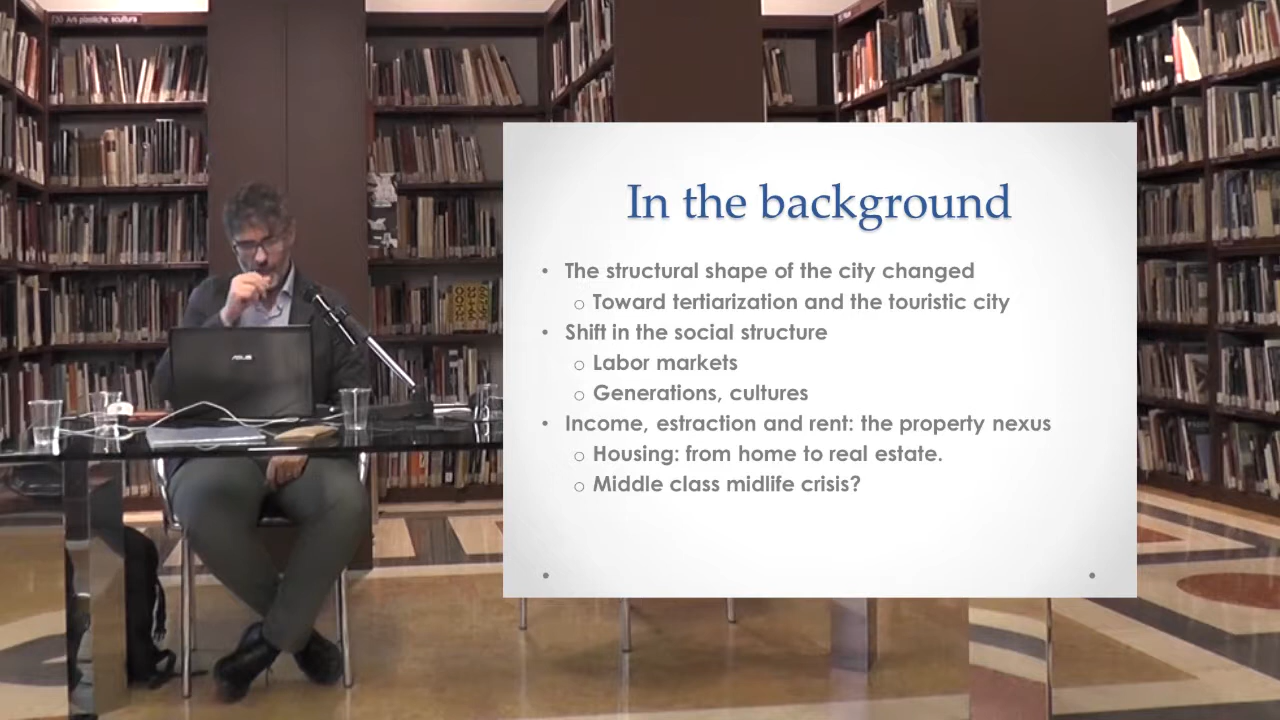 Arti plastiche scultura
ASUS
In the background
• The structural shape of the city changed
○ Toward tertiarization and the touristic city
• Shift in the social structure
○ Labor markets
○ Generations, cultures
• Income, estraction and rent: the property nexus
○ Housing: from home to real estate.
○ Middle class midlife crisis?